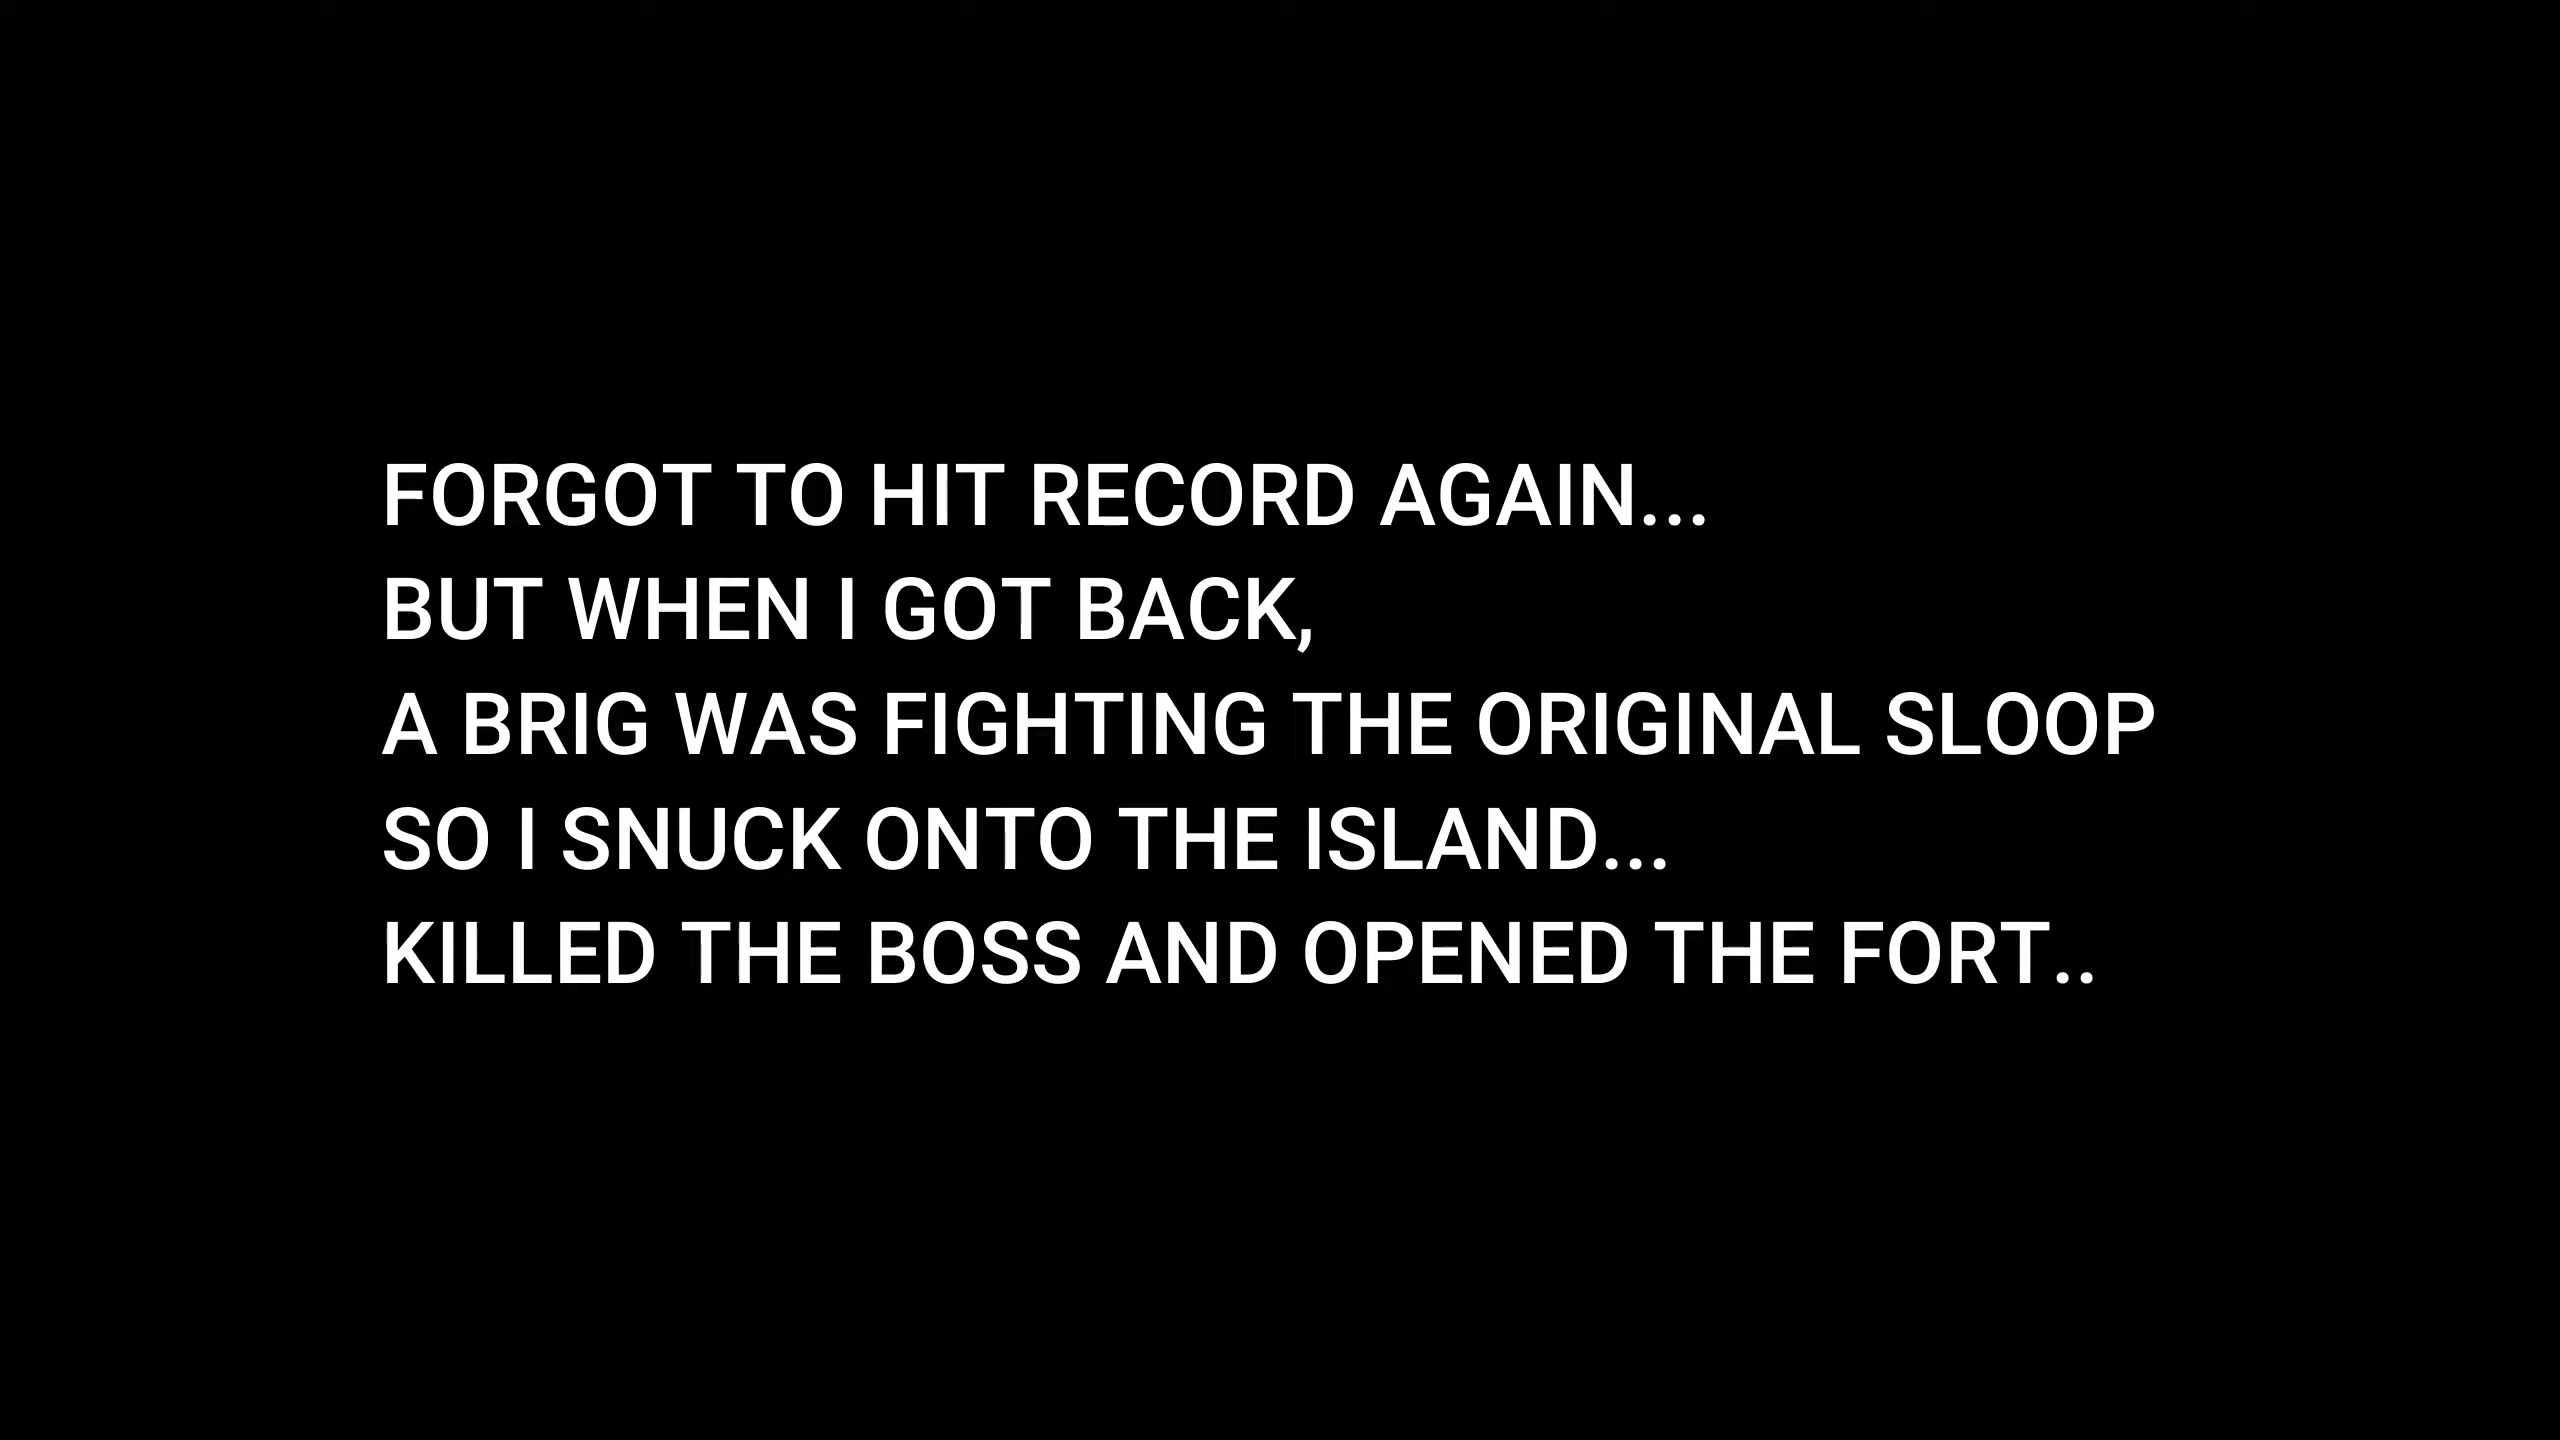 FORGOT TO HIT RECORD AGAIN...
BUT WHEN I GOT BACK,
A BRIG WAS FIGHTING THE ORIGINAL SLOOP
SO I SNUCK ONTO THE ISLAND...
KILLED THE BOSS AND OPENED THE FORT..